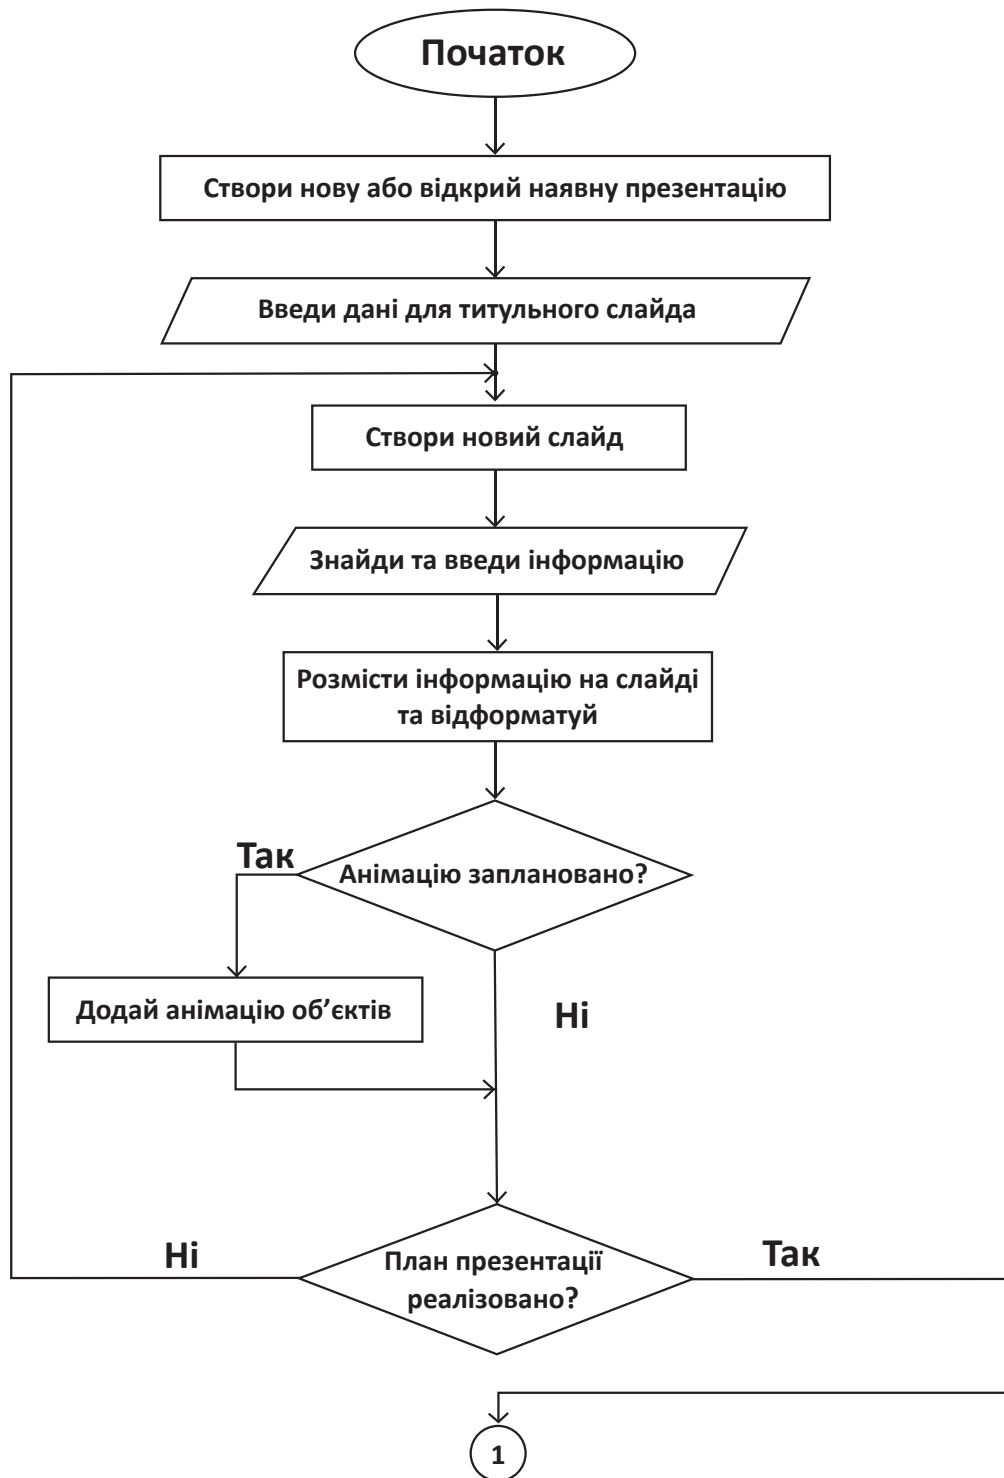 Початок
Створи нову або відкрий наявну презентацію
Введи дані для титульного слайда
Створи новий слайд
Знайди та введи інформацію
Розмісти інформацію на слайді
та відформатуй
Так
Анімацію заплановано?
Додай анімацію об’єктів
Ні
Ні
План презентації
реалізовано?
Так
1